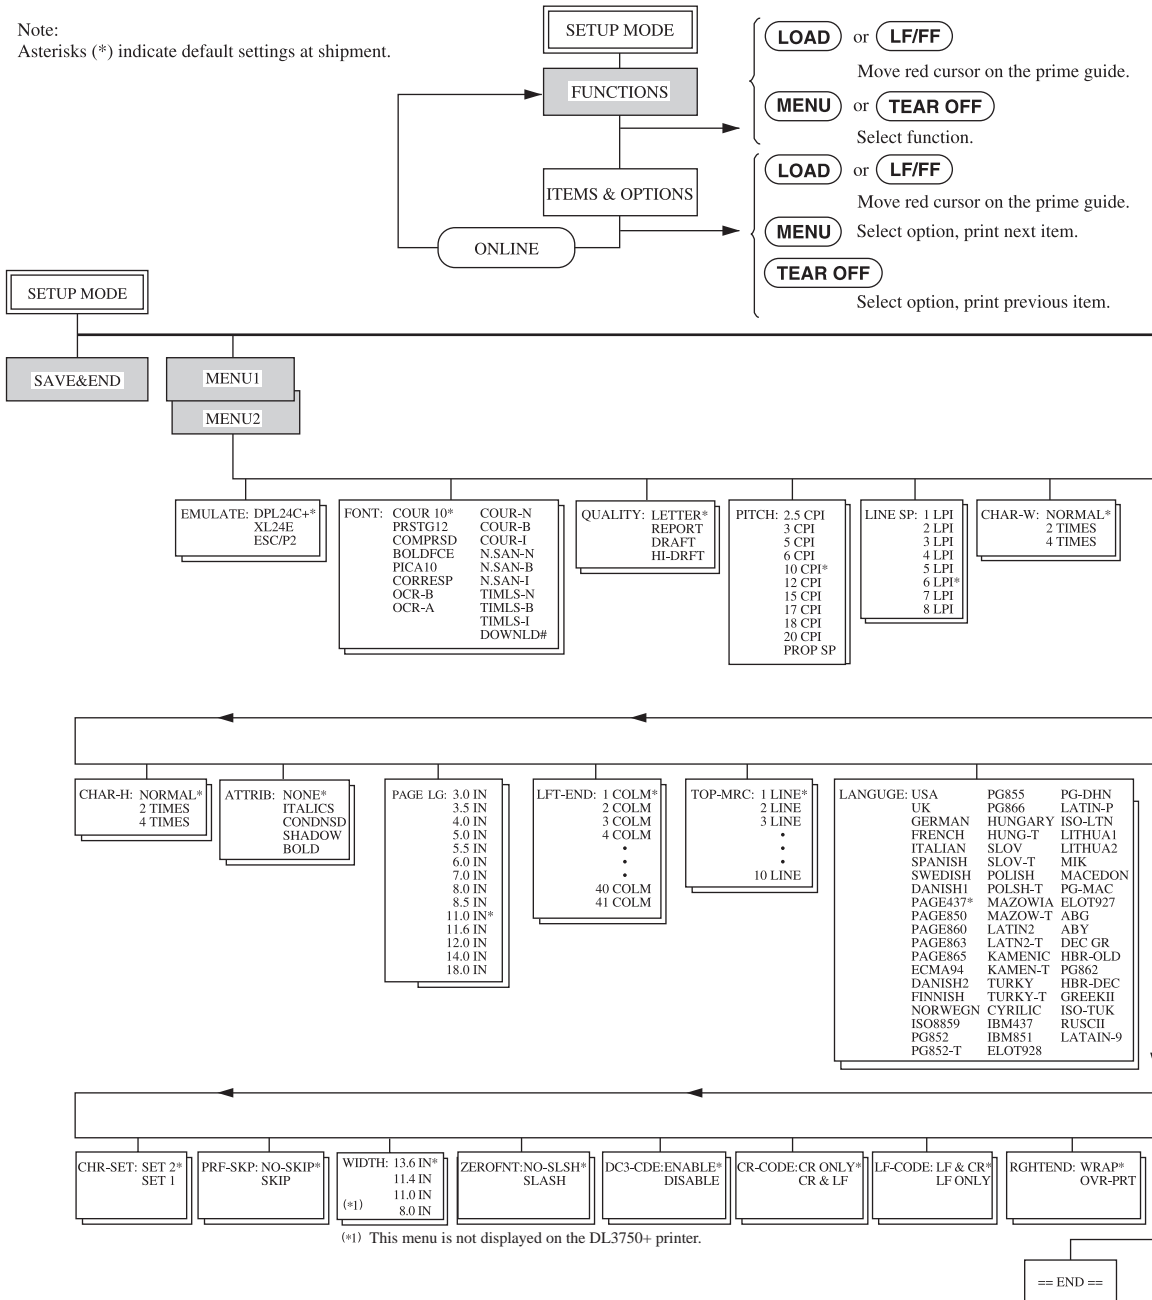 Note:
Asterisks (*) indicate default settings at shipment.
SETUP MODE
FUNCTIONS
ITEMS & OPTIONS
ONLINE
LOAD or LF/FF
Move red cursor on the prime guide.
MENU or TEAR OFF
Select function.
LOAD or LF/FF
Move red cursor on the prime guide.
MENU Select option, print next item.
TEAR OFF
Select option, print previous item.
SETUP MODE
SAVE&END
MENU1
MENU2
EMULATE: DPL24C+*
XL24E
ESC/P2
FONT: COUR 10* COUR-N
PRSTG12 COUR-B
COMPRSD COUR-I
BOLDFCE N.SAN-N
PICA10 N.SAN-B
CORRESP N.SAN-I
OCR-B TIMLS-N
OCR-A TIMLS-B
TIMLS-I
DOWNLD#
QUALITY: LETTER*
REPORT
DRAFT
HI-DRFT
PITCH: 2.5 CPI
3 CPI
5 CPI
6 CPI
10 CPI*
12 CPI
15 CPI
17 CPI
18 CPI
20 CPI
PROP SP
LINE SP: 1 LPI
2 LPI
3 LPI
4 LPI
5 LPI
6 LPI*
7 LPI
8 LPI
CHAR-W: NORMAL*
2 TIMES
4 TIMES
CHAR-H: NORMAL*
2 TIMES
4 TIMES
ATTRIB: NONE*
ITALICS
CONDNSD
SHADOW
BOLD
PAGE LG: 3.0 IN
3.5 IN
4.0 IN
5.0 IN
5.5 IN
6.0 IN
7.0 IN
8.0 IN
8.5 IN
11.0 IN*
11.6 IN
12.0 IN
14.0 IN
18.0 IN
LFT-END: 1 COLM*
2 COLM
3 COLM
4 COLM
•
•
•
40 COLM
41 COLM
TOP-MRC: 1 LINE*
2 LINE
3 LINE
•
•
•
10 LINE
LANGUGE: USA PG855 PG-DHN
UK PG866 LATIN-P
GERMAN HUNGARY ISO-LTN
FRENCH HUNG-T LITHUA1
ITALIAN SLOV LITHUA2
SPANISH SLOV-T MIK
SWEDISH POLISH MACEDON
DANISH1 POLSH-T PG-MAC
PAGE437* MAZOWIA ELOT927
PAGE850 MAZOW-T ABG
PAGE860 LATIN2 ABY
PAGE863 LATN2-T DEC GR
PAGE865 KAMENIC HBR-OLD
ECMA94 KAMEN-T PG862
DANISH2 TURKY HBR-DEC
FINNISH TURKY-T GREEKII
NORWEGN CYRILIC ISO-TUK
ISO8859 IBM437 RUSCII
PG852 IBM851 LATAIN-9
PG852-T ELOT928
CHR-SET: SET 2*
SET 1
PRF-SKP: NO-SKIP*
SKIP
WIDTH: 13.6 IN*
11.4 IN
11.0 IN
(*1) 8.0 IN
ZEROFNT:NO-SLSH*
SLASH
DC3-CDE:ENABLE*
DISABLE
CR-CODE:CR ONLY*
CR & LF
LF-CODE: LF & CR*
LF ONLY
RGHTEND: WRAP*
OVR-PRT
(*1) This menu is not displayed on the DL3750+ printer.
== END ==